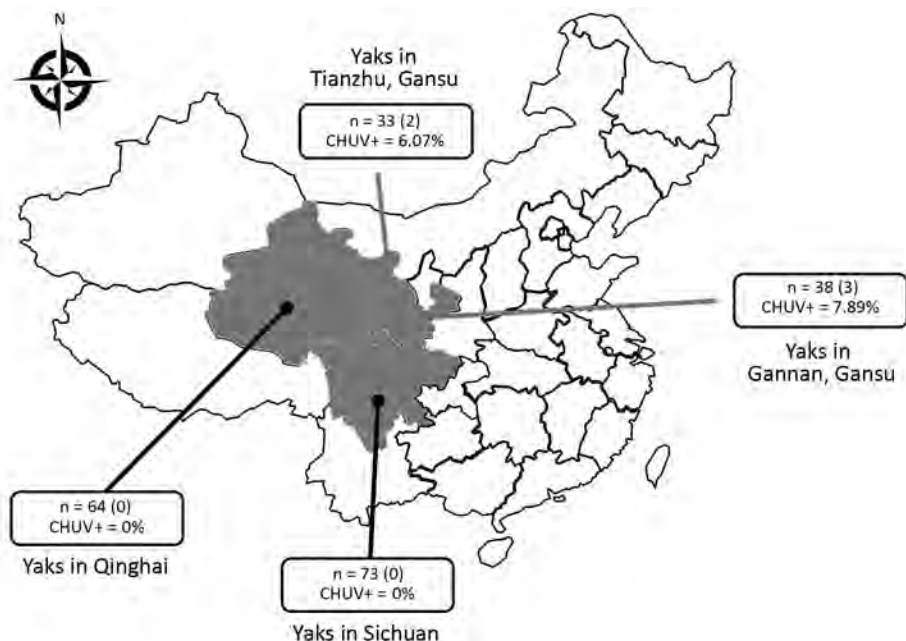 N
Yaks in
Tianzhu, Gansu
n = 33 (2)
CHUV+ = 6.07%
n = 38 (3)
CHUV+ = 7.89%
Yaks in
Gannan, Gansu
n = 64 (0)
CHUV+ = 0%
Yaks in Qinghai
n = 73 (0)
CHUV+ = 0%
Yaks in Sichuan